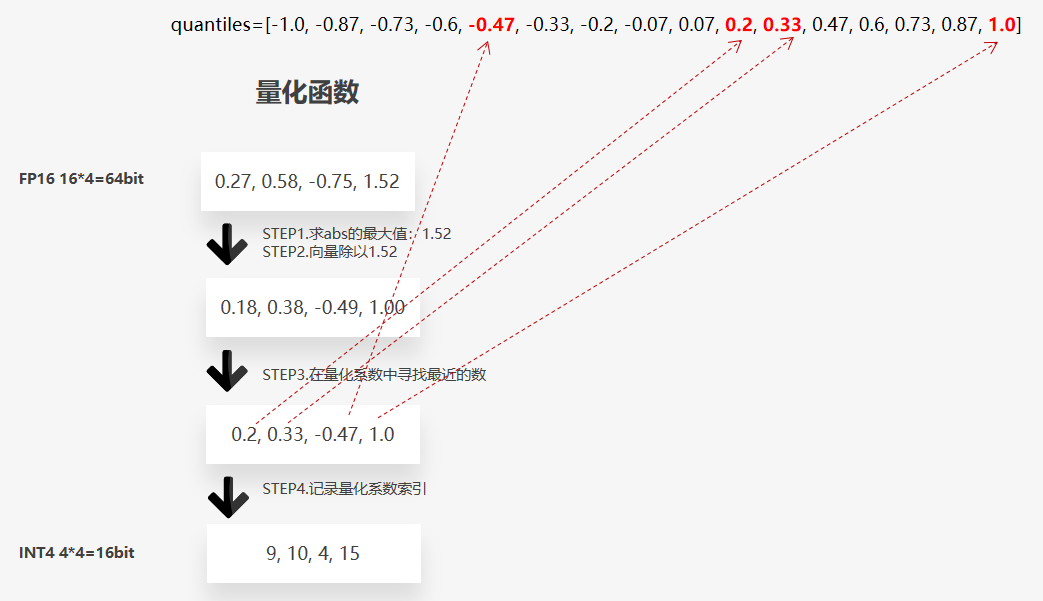 quantiles=[-1.0, -0.87, -0.73, -0.6, -0.47, -0.33, -0.2, -0.07, 0.07, 0.2, 0.33, 0.47, 0.6, 0.73, 0.87, 1.0]
量化函数
FP16 16*4=64bit
0.27, 0.58, -0.75, 1.52
STEP1.求abs的最大值：1.52
STEP2.向量除以1.52
0.18, 0.38, -0.49, 1.00
STEP3.在量化系数中寻找最近的数
0.2, 0.33, -0.47, 1.0
STEP4.记录量化系数索引
INT4 4*4=16bit
9, 10, 4, 15